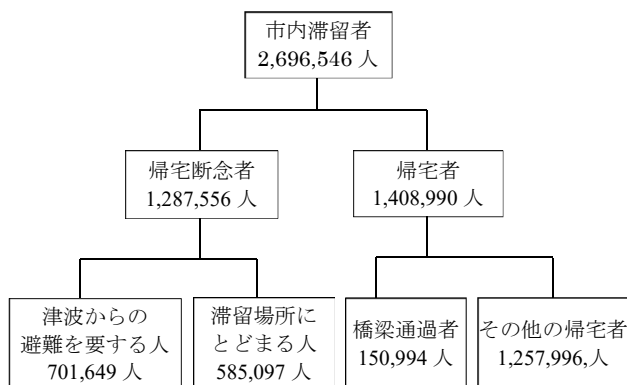 市内滞留者
2,696,546 人
帰宅断念者
1,287,556 人
帰宅者
1,408,990 人
津波からの
避難を要する人
701,649 人
滞留場所に
とどまる人
585,097 人
橋梁通過者
150,994 人
その他の帰宅者
1,257,996,人